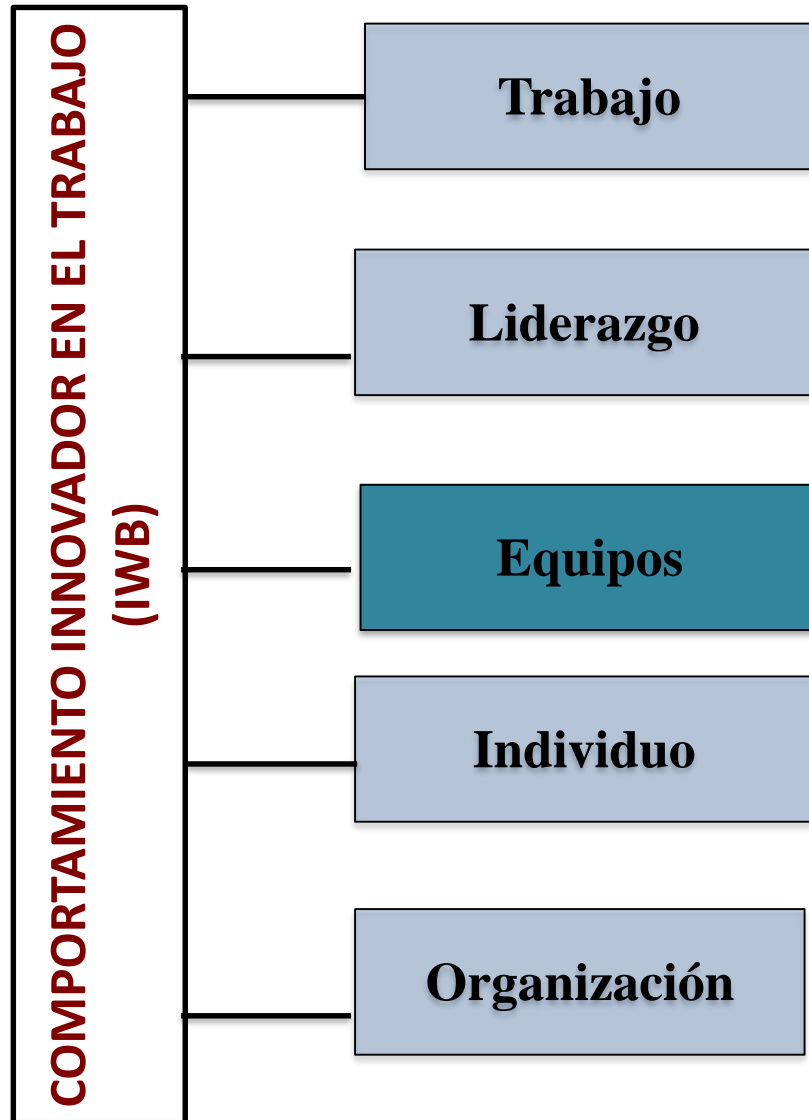 COMPORTAMIENTO INNOVADOR EN EL TRABAJO
(IWB)
Trabajo
Liderazgo
Equipos
Individuo
Organización